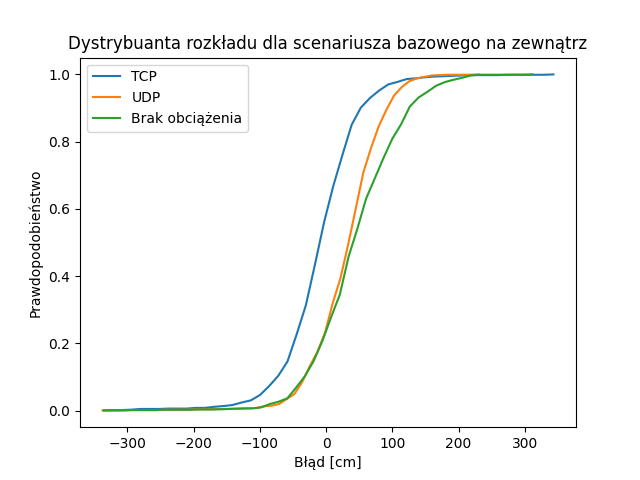 Dystrybuanta rozkładu dla scenariusza bazowego na zewnątrz
TCP
UDP
Brak obciążenia
Prawdopodobieństwo
1.0
0.8
0.6
0.4
0.2
0.0
−300
−200
−100
0
100
200
300
Błąd [cm]